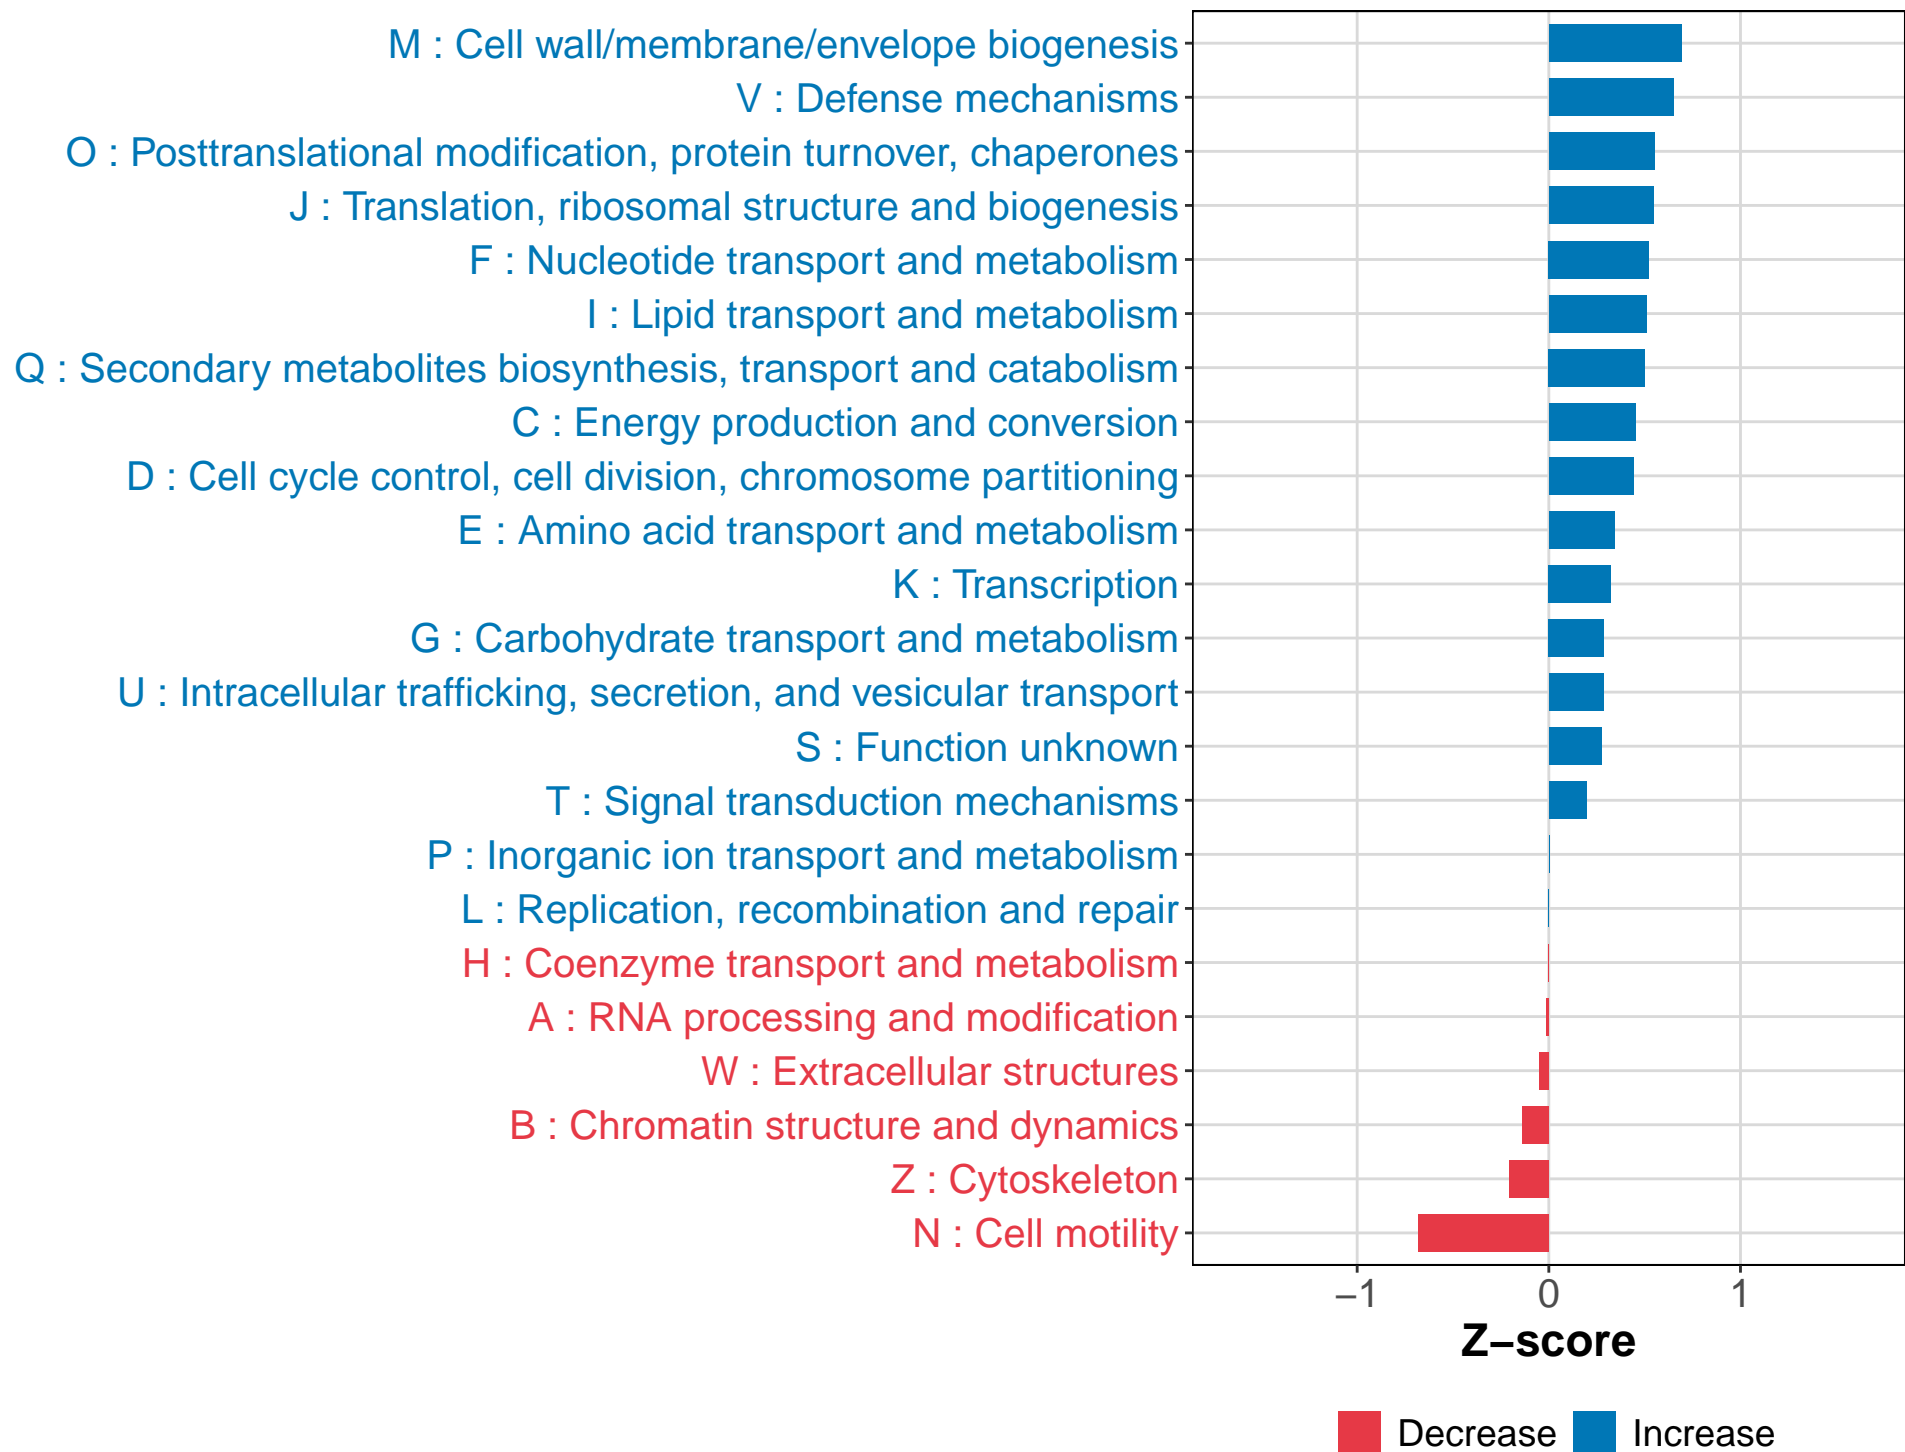 M : Cell wall/membrane/envelope biogenesis
V : Defense mechanisms
O : Posttranslational modification, protein turnover, chaperones
J : Translation, ribosomal structure and biogenesis
F : Nucleotide transport and metabolism
I : Lipid transport and metabolism
Q : Secondary metabolites biosynthesis, transport and catabolism
C : Energy production and conversion
D : Cell cycle control, cell division, chromosome partitioning
E : Amino acid transport and metabolism
K : Transcription
G : Carbohydrate transport and metabolism
U : Intracellular trafficking, secretion, and vesicular transport
S : Function unknown
T : Signal transduction mechanisms
P : Inorganic ion transport and metabolism
L : Replication, recombination and repair
H : Coenzyme transport and metabolism
A : RNA processing and modification
W : Extracellular structures
B : Chromatin structure and dynamics
Z : Cytoskeleton
N : Cell motility
−1 0 1
Z−score
Decrease Increase